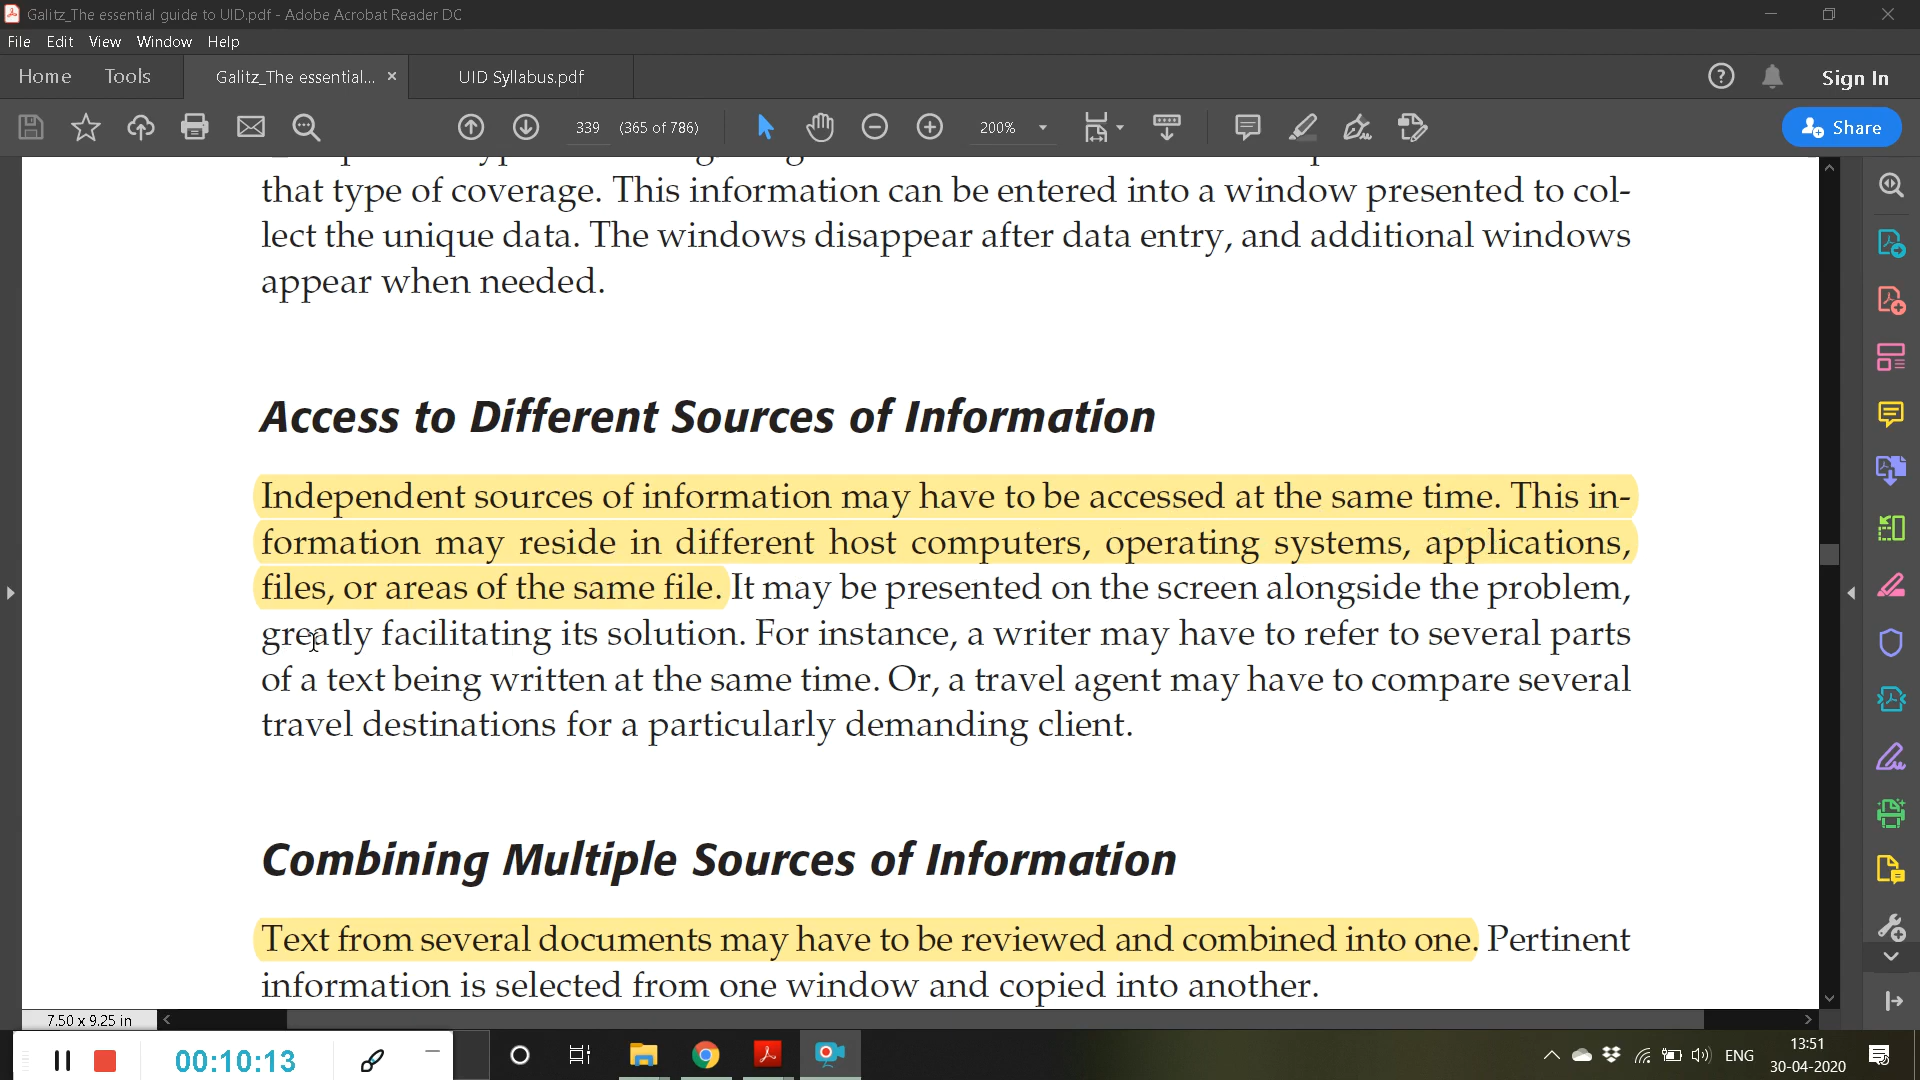 Galitz_The essential guide to UID.pdf - Adobe Acrobat Reader DC
File Edit View Window Help
Home Tools Galitz_The essential... × UID Syllabus.pdf Sign In
339 (365 of 786) 200% Share
that type of coverage. This information can be entered into a window presented to col-
lect the unique data. The windows disappear after data entry, and additional windows
appear when needed.
Access to Different Sources of Information
Independent sources of information may have to be accessed at the same time. This in-
formation may reside in different host computers, operating systems, applications,
files, or areas of the same file. It may be presented on the screen alongside the problem,
greatly facilitating its solution. For instance, a writer may have to refer to several parts
of a text being written at the same time. Or, a travel agent may have to compare several
travel destinations for a particularly demanding client.
Combining Multiple Sources of Information
Text from several documents may have to be reviewed and combined into one. Pertinent
information is selected from one window and copied into another.
7.50 x 9.25 in
00:10:13
ENG
13:51
30-04-2020